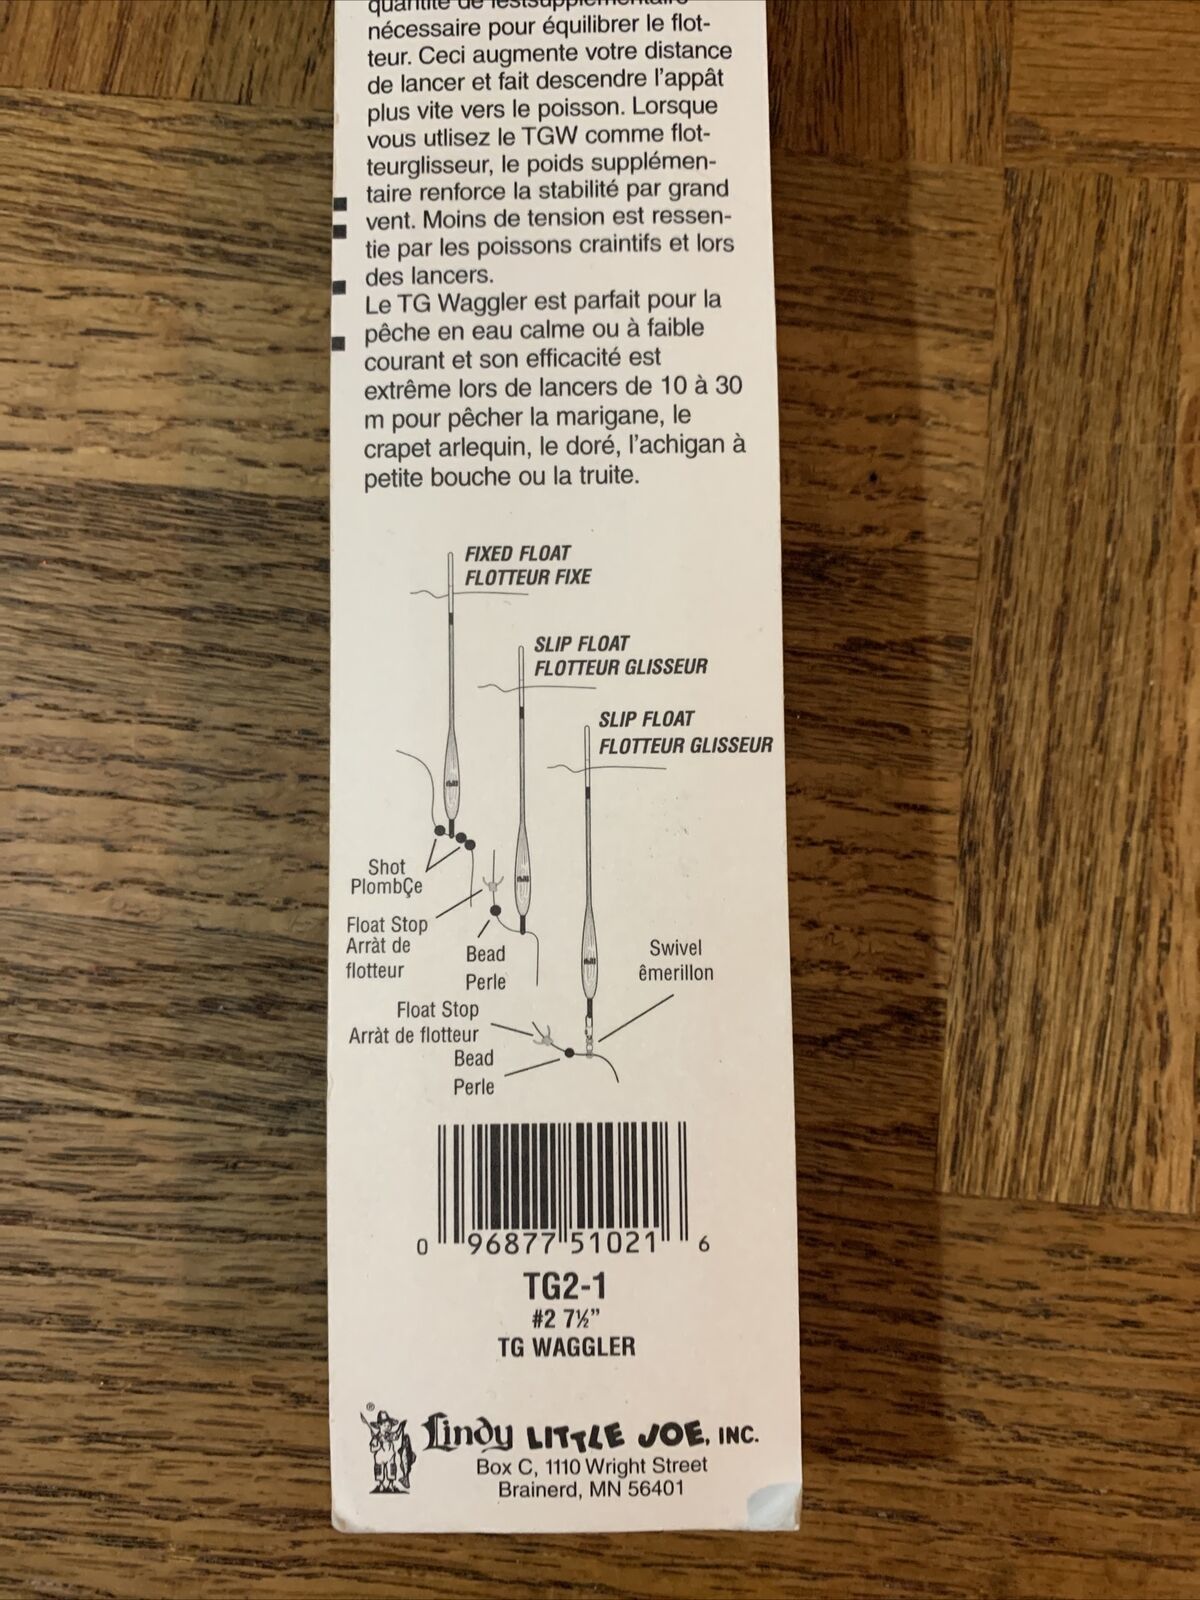 quantité de lestsupplémentaire
nécessaire pour équilibrer le flot-
teur. Ceci augmente votre distance
de lancer et fait descendre l'appât
plus vite vers le poisson. Lorsque
vous utlisez le TGW comme flot-
teurglisseur, le poids supplémen-
taire renforce la stabilité par grand
vent. Moins de tension est ressen-
tie par les poissons craintifs et lors
des lancers.
Le TG Waggler est parfait pour la
pêche en eau calme ou à faible
courant et son efficacité est
extrême lors de lancers de 10 à 30
m pour pêcher la marigane, le
crapet arlequin, le doré, l'achigan à
petite bouche ou la truite.
FIXED FLOAT
FLOTTEUR FIXE
SLIP FLOAT
FLOTTEUR GLISSEUR
SLIP FLOAT
FLOTTEUR GLISSEUR
Shot
PlombÇe
Float Stop
Arràt de
flotteur
Bead
Perle
Swivel
êmerillon
Float Stop
Arràt de flotteur
Bead
Perle
0 96877 51021 6
TG2-1
#2 7½"
TG WAGGLER
®
Lindy LITTLE JOE, INC.
Box C, 1110 Wright Street
Brainerd, MN 56401